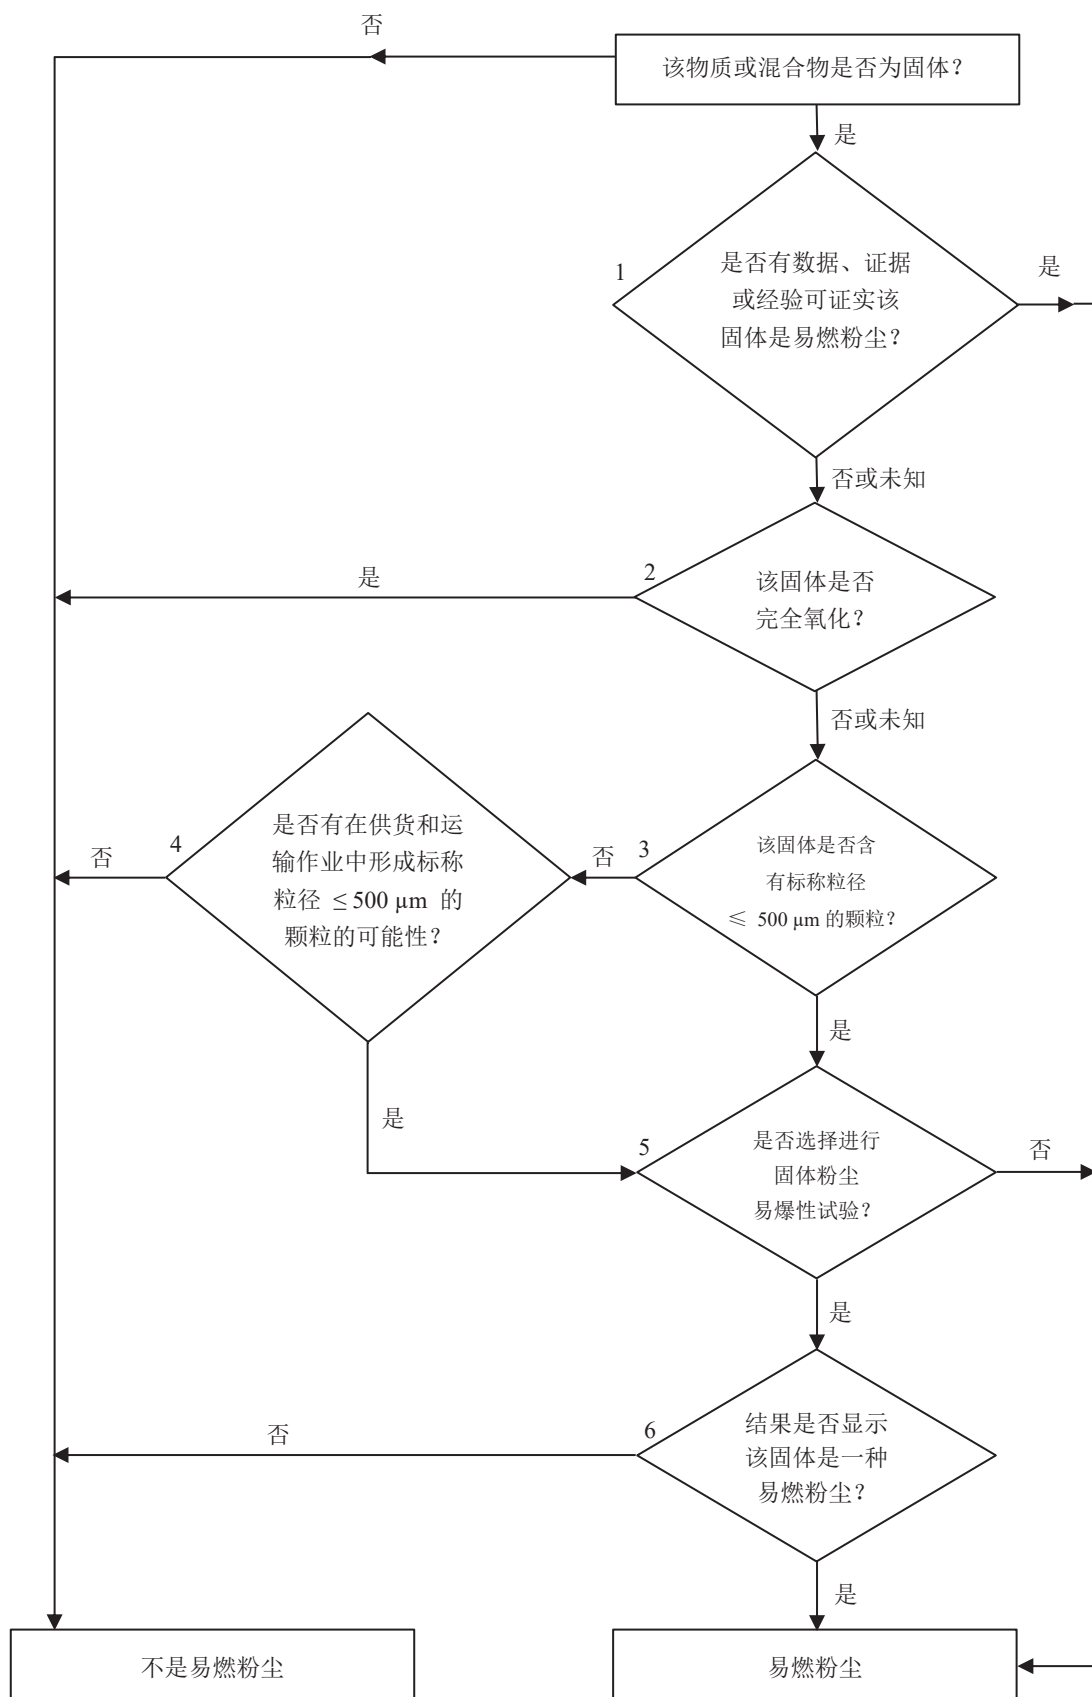 否
该物质或混合物是否为固体？
是
1
是否有数据、证据
或经验可证实该
固体是易燃粉尘？
是
否或未知
是
2
该固体是否
完全氧化？
否或未知
否
4
是否有在供货和运
输作业中形成标称
粒径 ≤ 500 μm 的
颗粒的可能性？
否
3
该固体是否含
有标称粒径
≤ 500 μm 的颗粒？
是
是
5
是否选择进行
固体粉尘
易爆性试验？
否
是
否
6
结果是否显示
该固体是一种
易燃粉尘？
是
不是易燃粉尘
易燃粉尘